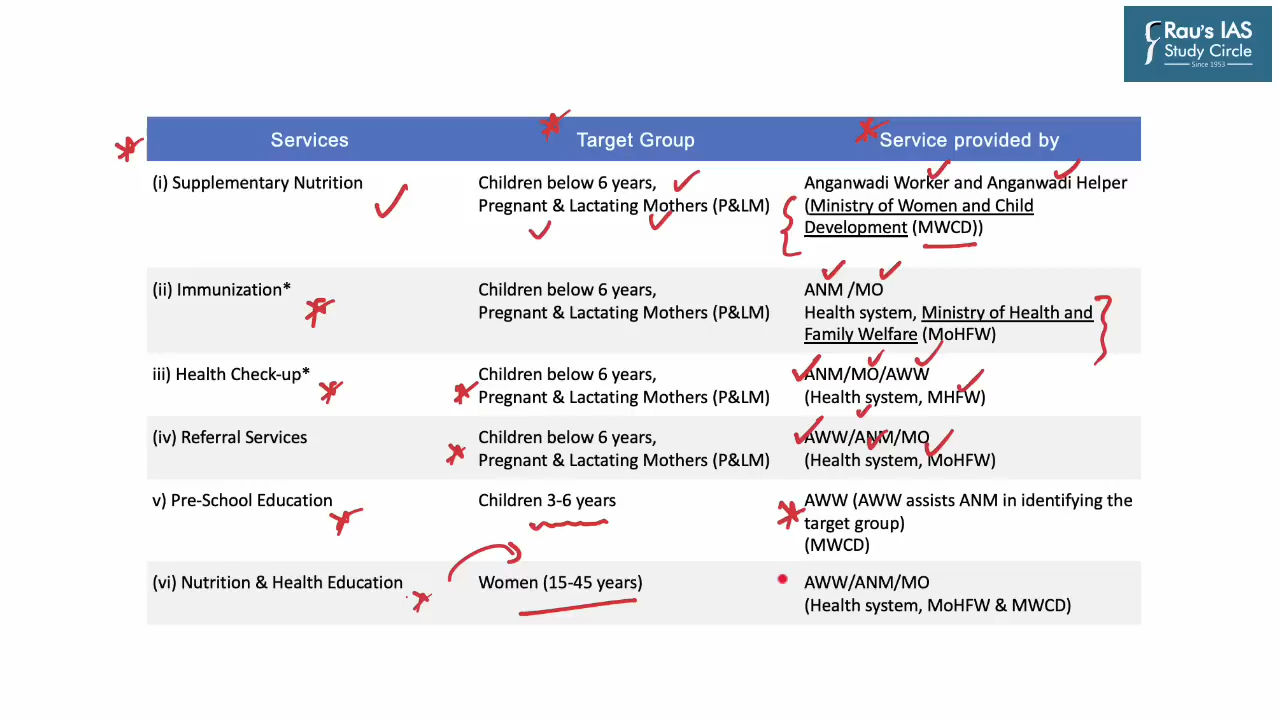 Rau's IAS
Study Circle
Since 1953
Services Target Group Service provided by
(i) Supplementary Nutrition
Children below 6 years,
Pregnant & Lactating Mothers (P&LM)
Anganwadi Worker and Anganwadi Helper
(Ministry of Women and Child
Development (MWCD))
(ii) Immunization*
Children below 6 years,
Pregnant & Lactating Mothers (P&LM)
ANM /MO
Health system, Ministry of Health and
Family Welfare (MoHFW)
iii) Health Check-up*
Children below 6 years,
Pregnant & Lactating Mothers (P&LM)
ANM/MO/AWW
(Health system, MHFW)
(iv) Referral Services
Children below 6 years,
Pregnant & Lactating Mothers (P&LM)
AWW/ANM/MO
(Health system, MoHFW)
v) Pre-School Education
Children 3-6 years
AWW (AWW assists ANM in identifying the
target group)
(MWCD)
(vi) Nutrition & Health Education
Women (15-45 years)
AWW/ANM/MO
(Health system, MoHFW & MWCD)